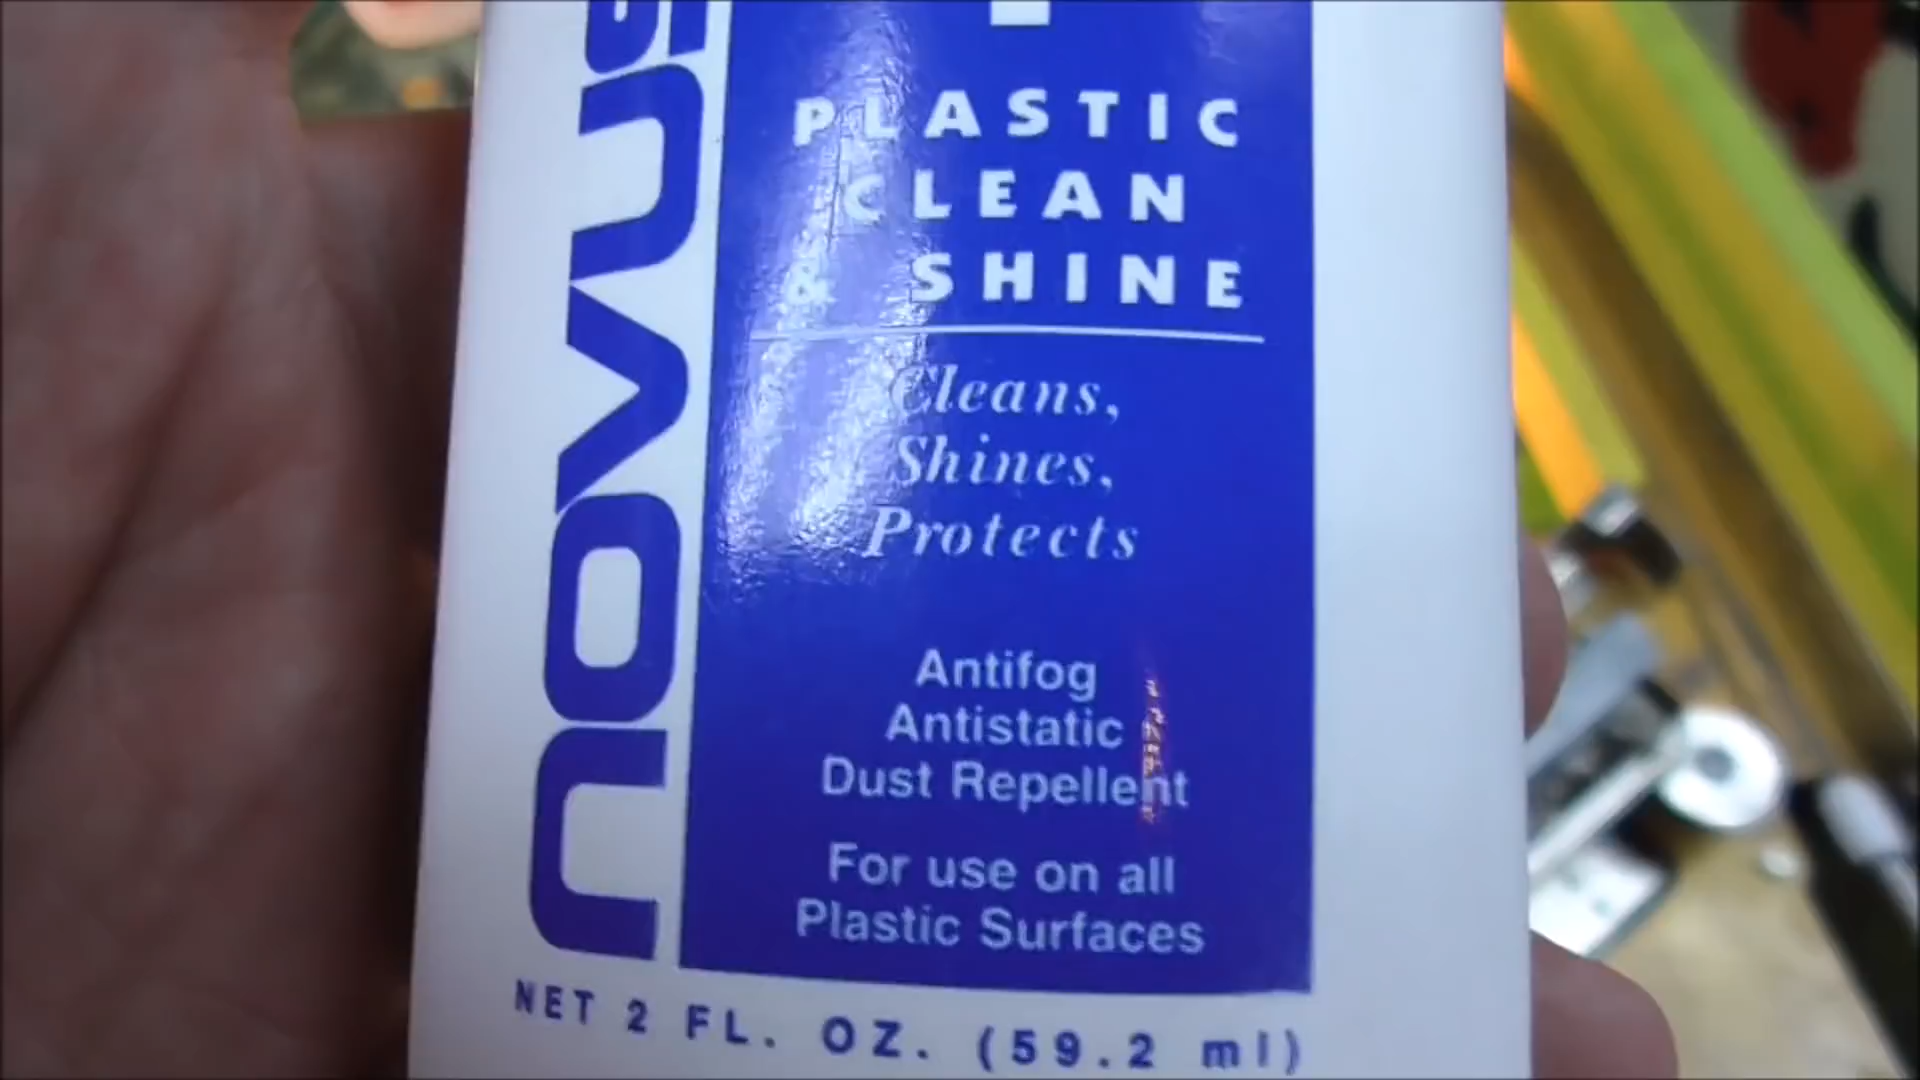 novus
PLASTIC
CLEAN
& SHINE
Cleans,
Shines,
Protects
Antifog
Antistatic
Dust Repellent
For use on all
Plastic Surfaces
NET 2 FL. OZ. (59.2 ml)